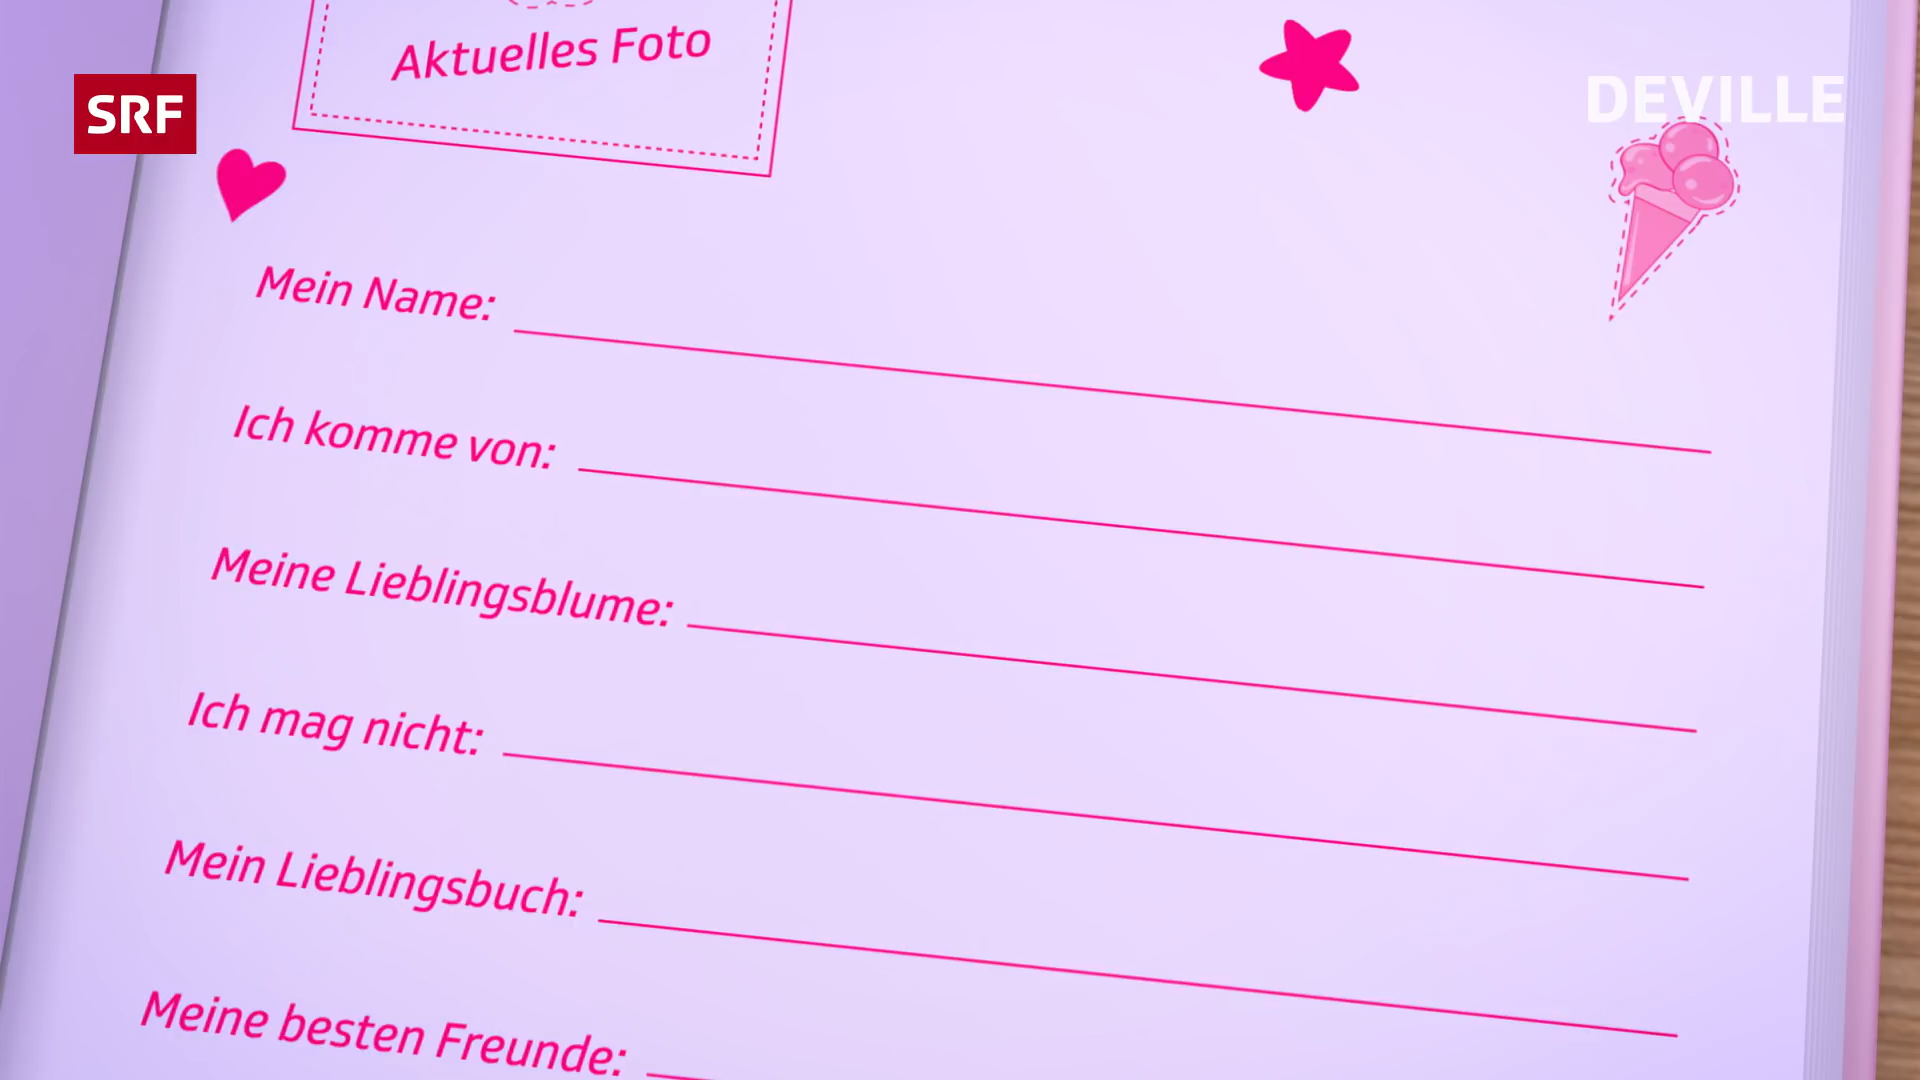 Aktuelles Foto
SRF
DEVILLE
Mein Name:
Ich komme von:
Meine Lieblingsblume:
Ich mag nicht:
Mein Lieblingsbuch:
Meine besten Freunde: